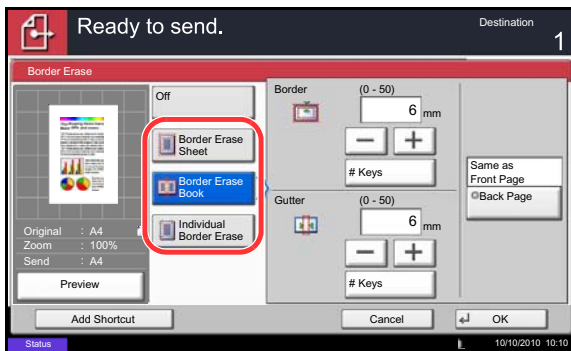 Ready to send.
Destination
1
Border Erase
Off
Border Erase
Sheet
Border Erase
Book
Individual
Border Erase
Border
(0 - 50)
6 mm
# Keys
Gutter
(0 - 50)
6 mm
# Keys
Same as
Front Page
Back Page
Original : A4
Zoom : 100%
Send : A4
Preview
Add Shortcut
Cancel
OK
Status
10/10/2010 10:10